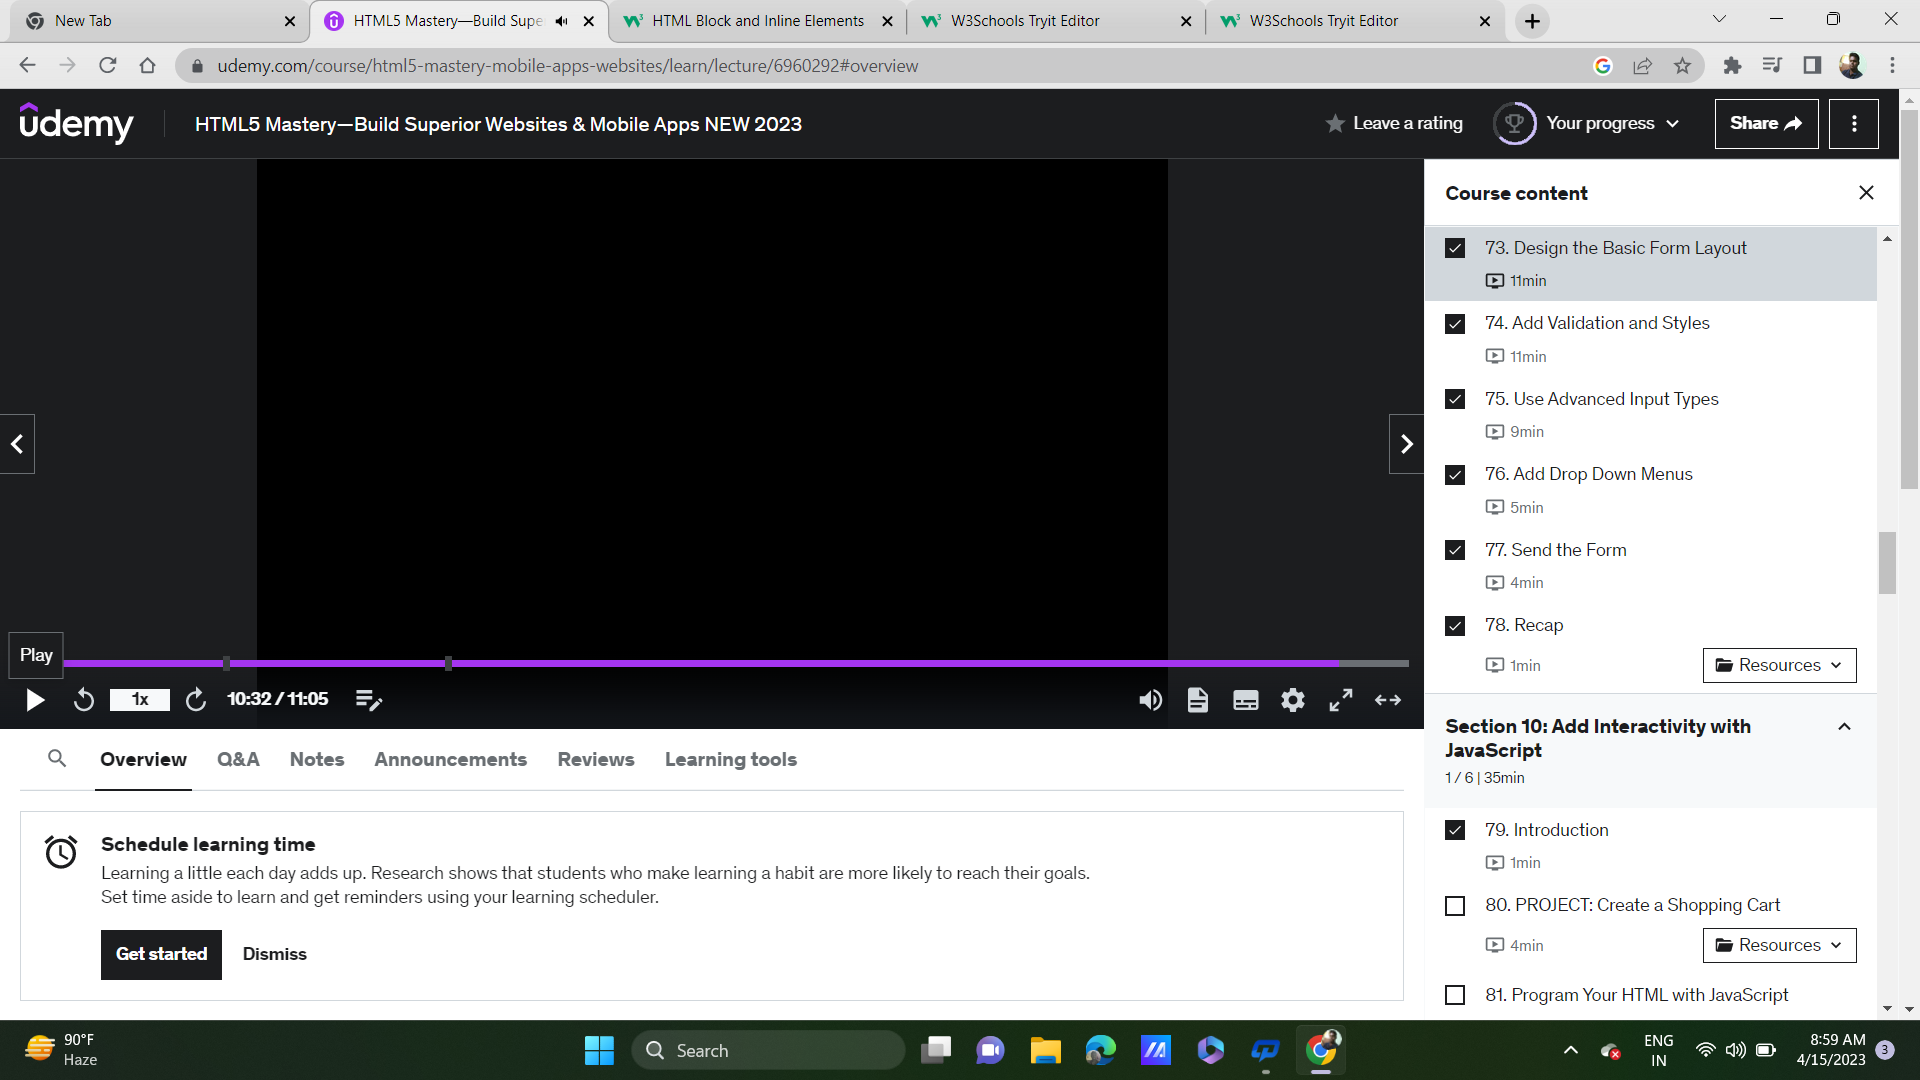 New Tab
HTML5 Mastery—Build Supe
HTML Block and Inline Elements
W3Schools Tryit Editor
W3Schools Tryit Editor
udemy.com/course/html5-mastery-mobile-apps-websites/learn/lecture/6960292#overview
udemy
HTML5 Mastery—Build Superior Websites & Mobile Apps NEW 2023
Leave a rating
Your progress
Share
Course content
73. Design the Basic Form Layout
11min
74. Add Validation and Styles
11min
75. Use Advanced Input Types
9min
76. Add Drop Down Menus
5min
77. Send the Form
4min
78. Recap
1min
Resources
Section 10: Add Interactivity with
JavaScript
1 / 6 | 35min
79. Introduction
1min
80. PROJECT: Create a Shopping Cart
4min
Resources
81. Program Your HTML with JavaScript
Play
1x
10:32 / 11:05
Overview
Q&A
Notes
Announcements
Reviews
Learning tools
Schedule learning time
Learning a little each day adds up. Research shows that students who make learning a habit are more likely to reach their goals.
Set time aside to learn and get reminders using your learning scheduler.
Get started
Dismiss
90°F
Haze
Search
ENG
IN
8:59 AM
4/15/2023
3